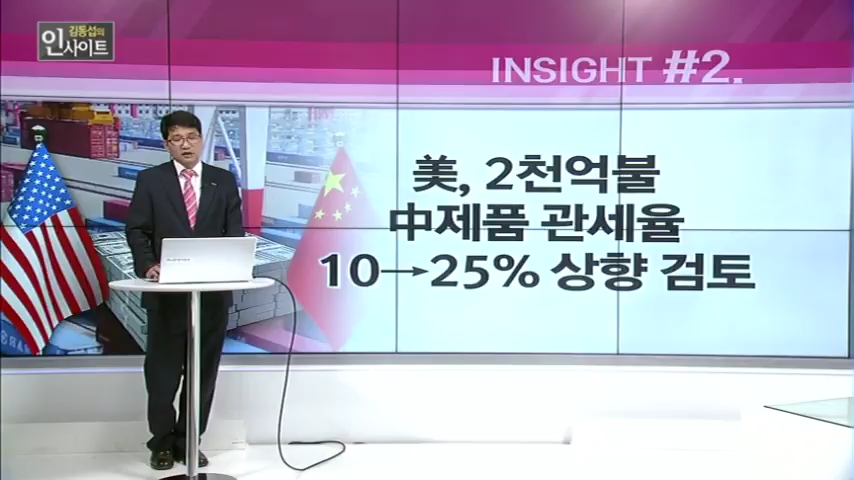 김동섭의
인사이트
INSIGHT #2.
美, 2천억불
中제품 관세율
10→25% 상향 검토